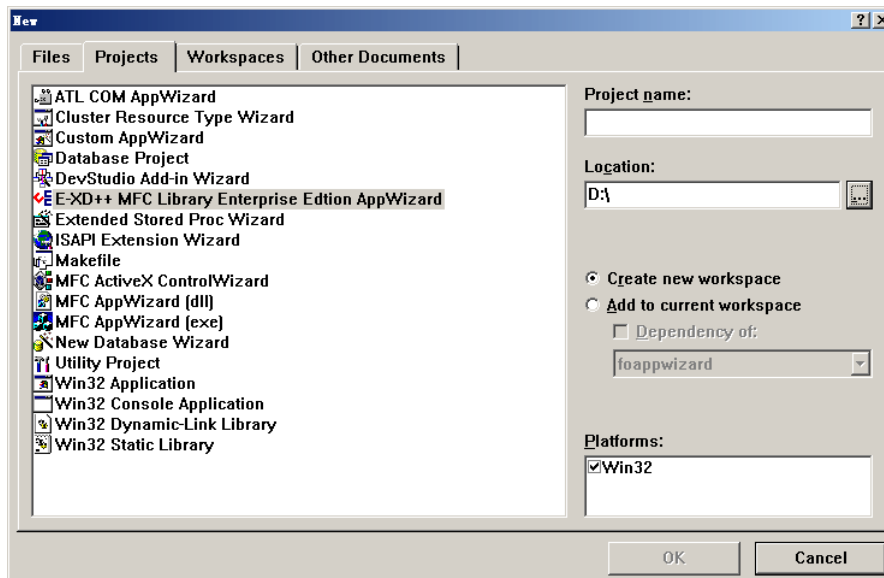 New
Files Projects Workspaces Other Documents
ATL COM AppWizard
Cluster Resource Type Wizard
Custom AppWizard
Database Project
DevStudio Add-in Wizard
E-XD++ MFC Library Enterprise Edtion AppWizard
Extended Stored Proc Wizard
ISAPI Extension Wizard
Makefile
MFC ActiveX ControlWizard
MFC AppWizard (dll)
MFC AppWizard (exe)
New Database Wizard
Utility Project
Win32 Application
Win32 Console Application
Win32 Dynamic-Link Library
Win32 Static Library
Project name:
Location:
D:\
...
Create new workspace
Add to current workspace
Dependency of:
foappwizard
Platforms:
Win32
OK Cancel